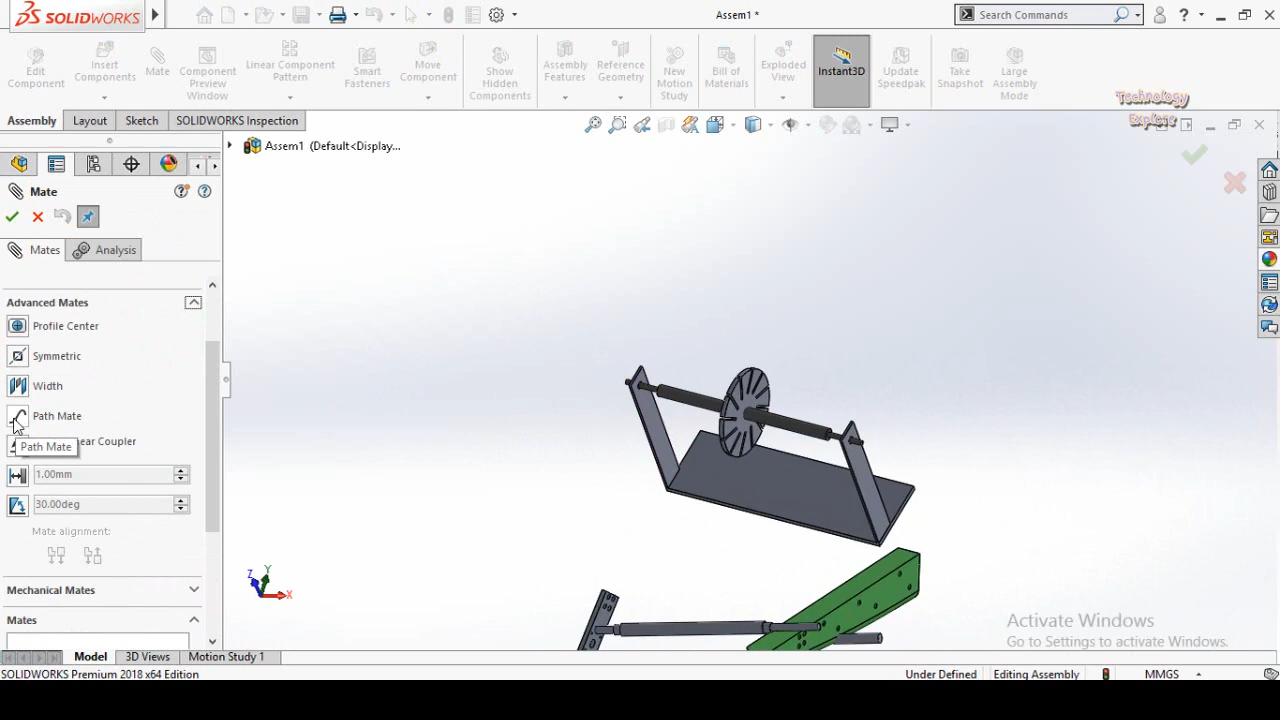 SOLIDWORKS
Assem1 *
Search Commands
Edit Component
Insert Components
Mate
Component Preview Window
Linear Component Pattern
Smart Fasteners
Move Component
Show Hidden Components
Assembly Features
Reference Geometry
New Motion Study
Bill of Materials
Exploded View
Instant3D
Update Speedpak
Take Snapshot
Large Assembly Mode
Technology
Explore
Assembly
Layout
Sketch
SOLIDWORKS Inspection
Assem1 (Default<Display...
Mate
Mates
Analysis
Advanced Mates
Profile Center
Symmetric
Width
Path Mate
ear Coupler
Path Mate
1.00mm
30.00deg
Mate alignment:
Mechanical Mates
Mates
Z
Y
X
Activate Windows
Go to Settings to activate Windows.
Model
3D Views
Motion Study 1
SOLIDWORKS Premium 2018 x64 Edition
Under Defined
Editing Assembly
MMGS